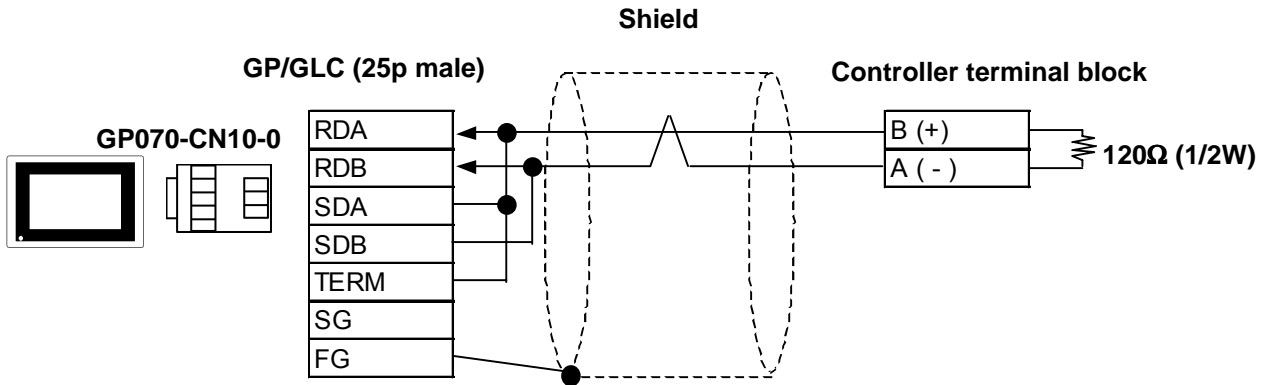 Shield
GP/GLC (25p male)
Controller terminal block
GP070-CN10-0
RDA
RDB
SDA
SDB
TERM
SG
FG
B (+)
A ( - )
120Ω (1/2W)